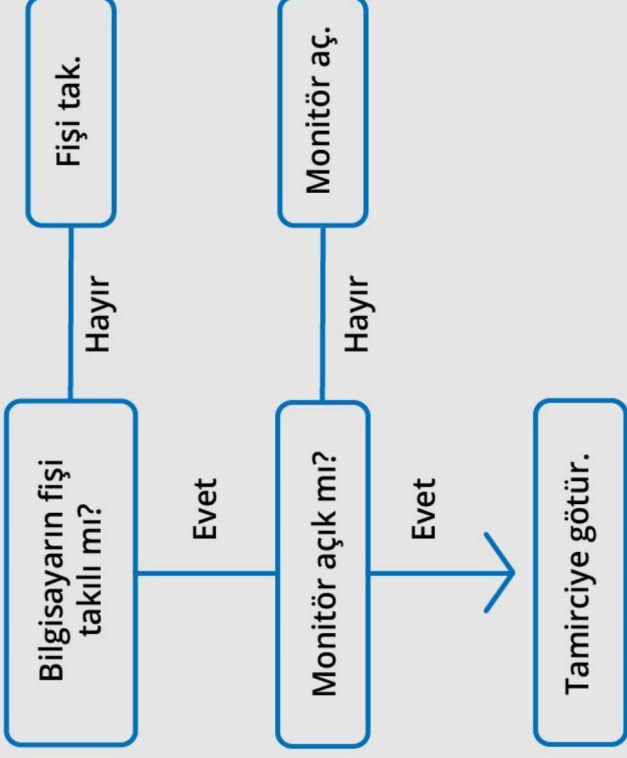 Bilgisayarın fişi
takılı mı?
Hayır
Fişi tak.
Evet
Monitör açık mı?
Hayır
Monitör aç.
Evet
Tamirciye götür.